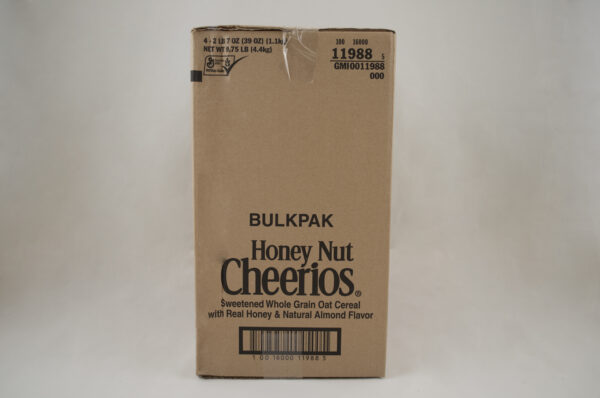 4 - 2 LB 7 OZ (39 OZ) (1.1kg)
NET WT 9.75 LB (4.4kg)
100 16000
11988 5
GMI0011988
000
BULKPAK
Honey Nut
Cheerios®
Sweetened Whole Grain Oat Cereal
with Real Honey & Natural Almond Flavor
1 00 16000 11988 5